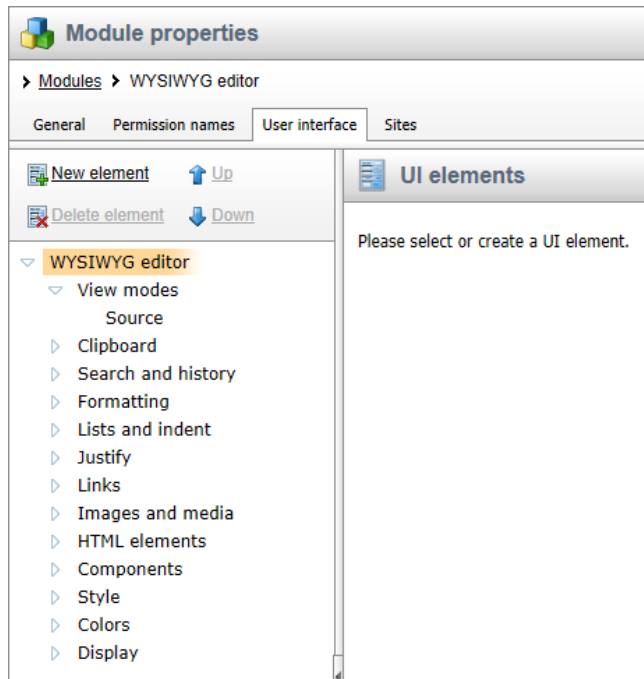 Module properties
Modules > WYSIWYG editor
General Permission names User interface Sites
New element Up
Delete element Down
WYSIWYG editor
View modes
Source
Clipboard
Search and history
Formatting
Lists and indent
Justify
Links
Images and media
HTML elements
Components
Style
Colors
Display
UI elements
Please select or create a UI element.